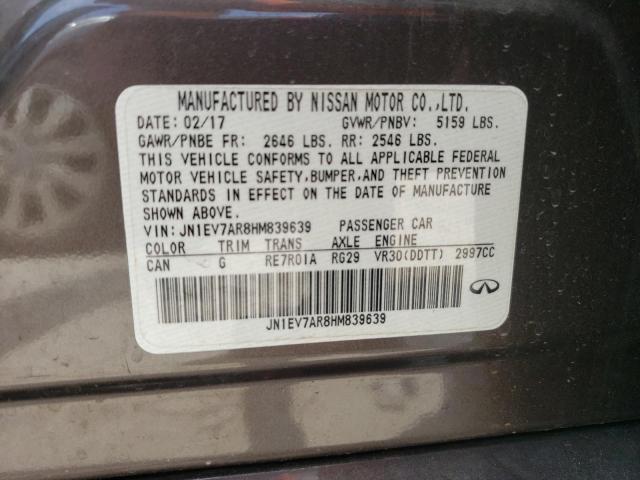 MANUFACTURED BY NISSAN MOTOR CO.,LTD.
DATE: 02/17 GVWR/PNBV: 5159 LBS.
GAWR/PNBE FR: 2646 LBS. RR: 2546 LBS.
THIS VEHICLE CONFORMS TO ALL APPLICABLE FEDERAL
MOTOR VEHICLE SAFETY,BUMPER,AND THEFT PREVENTION
STANDARDS IN EFFECT ON THE DATE OF MANUFACTURE
SHOWN ABOVE.
VIN:JN1EV7AR8HM839639 PASSENGER CAR
COLOR TRIM TRANS AXLE ENGINE
CAN G RE7R01A RG29 VR30(DDTT) 2997CC
JN1EV7AR8HM839639